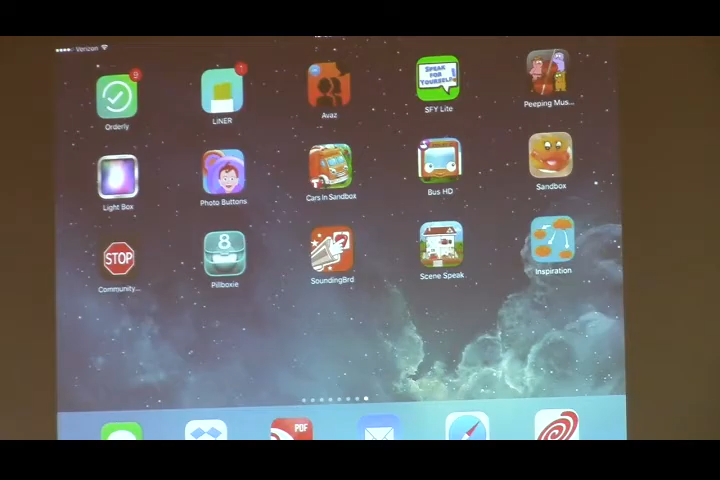 Verizon
9
1
Orderly
LINER
Avaz
SPEAK
FOR
YOURSELF!
SFY Lite
Peeping Mus...
Light Box
Photo Buttons
Cars In Sandbox
Bus HD
Sandbox
STOP
Community...
8
Pillboxie
SoundingBrd
Scene Speak
Inspiration
PDF